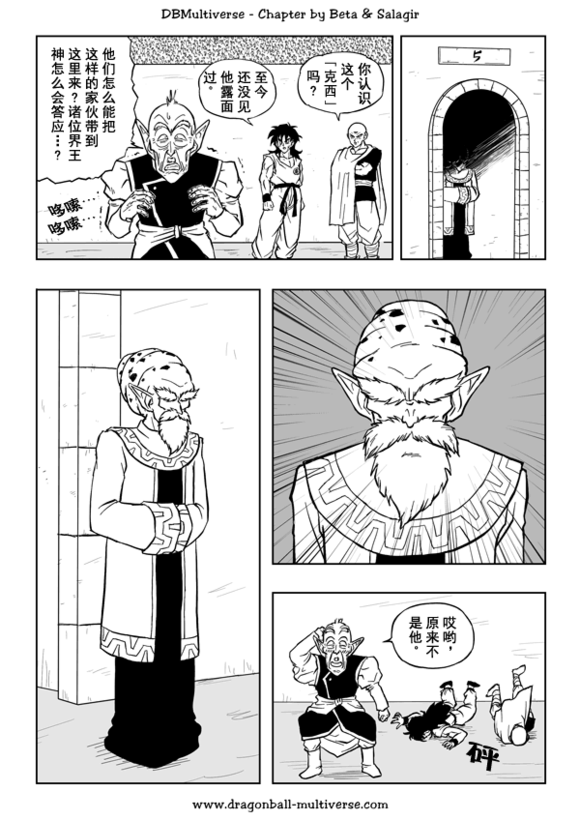 DBMultiverse - Chapter by Beta & Salagir
你认识
这个
「克西」
吗？
至今
还没见
他露面
过。
他们怎么能把
这样的家伙带到
这里来？诸位界王
神怎么会答应…？
哆嗦……
哆嗦……
5
哎哟，
原来不
是他。
砰
www.dragonball-multiverse.com